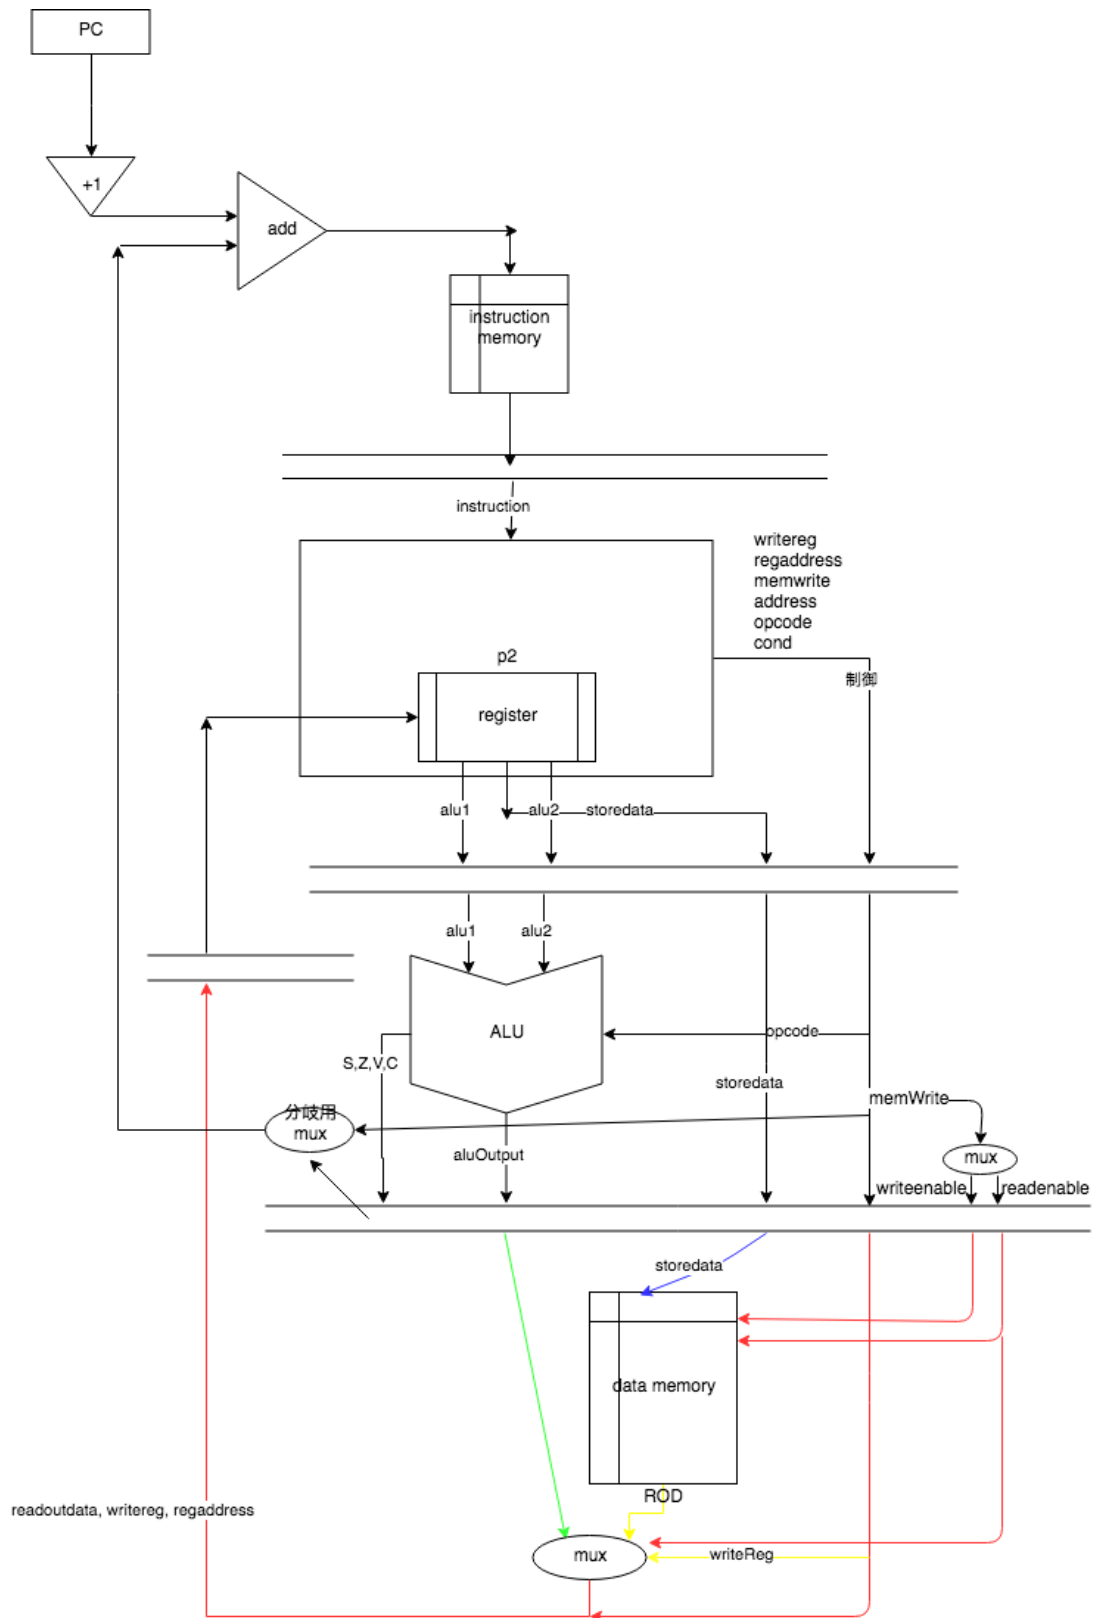 PC
+1
add
instruction
memory
instruction
writereg
regaddress
memwrite
address
opcode
cond
p2
制御
register
alu1
alu2
storedata
alu1
alu2
ALU
opcode
S,Z,V,C
storedata
memWrite
分岐用
mux
aluOutput
mux
writeenable
readenable
storedata
data memory
ROD
readoutdata, writereg, regaddress
mux
writeReg